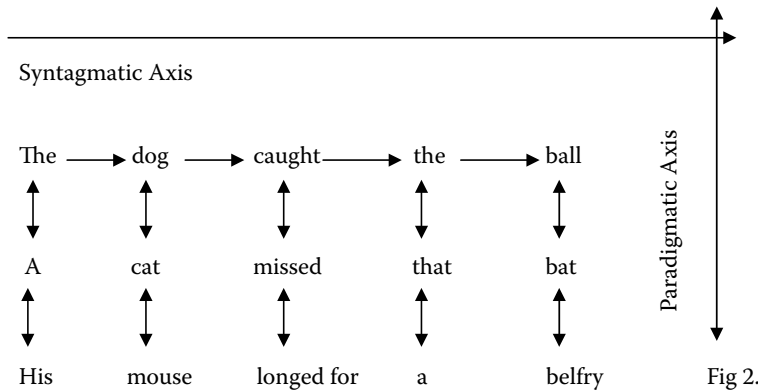 Syntagmatic Axis
The dog caught the ball
A cat missed that bat
His mouse longed for a belfry
Paradigmatic Axis
Fig 2.